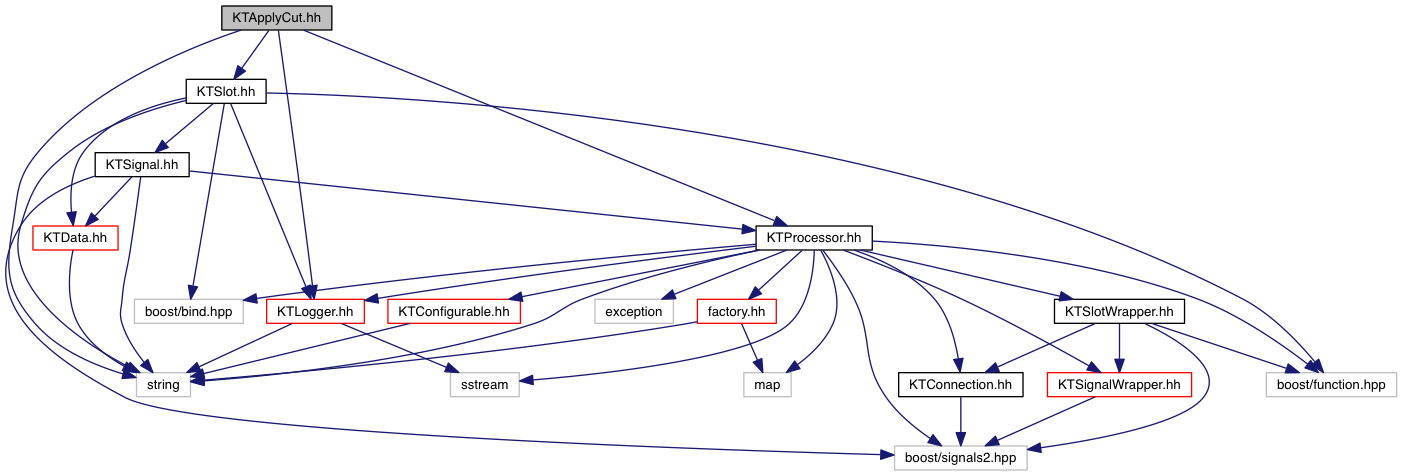 KTApplyCut.hh
KTSlot.hh
KTSignal.hh
KTData.hh
KTProcessor.hh
boost/bind.hpp
KTLogger.hh
KTConfigurable.hh
exception
factory.hh
KTSlotWrapper.hh
string
sstream
map
KTConnection.hh
KTSignalWrapper.hh
boost/function.hpp
boost/signals2.hpp